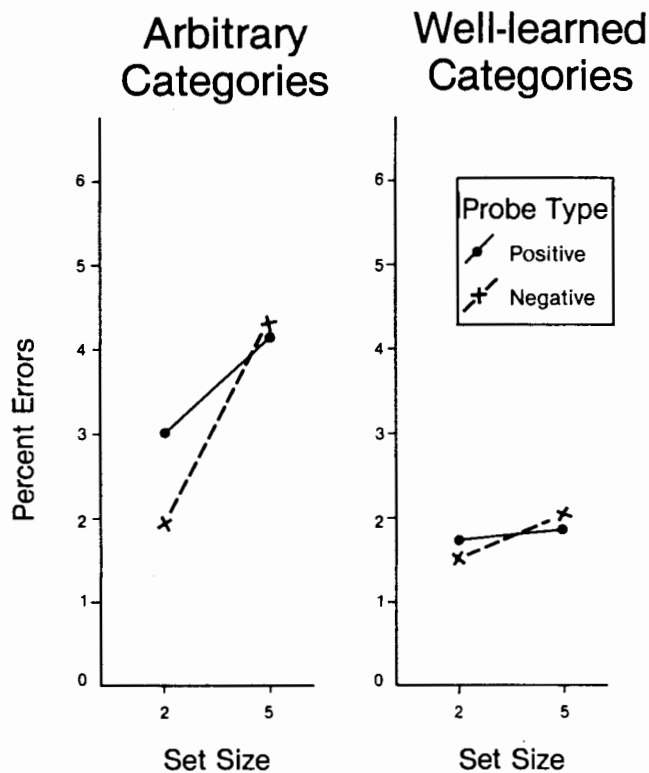 Arbitrary
Categories
Well-learned
Categories
Percent Errors
6
5
4
3
2
1
0
2 5
Set Size
6
5
4
3
2
1
0
Probe Type
Positive
Negative
2 5
Set Size